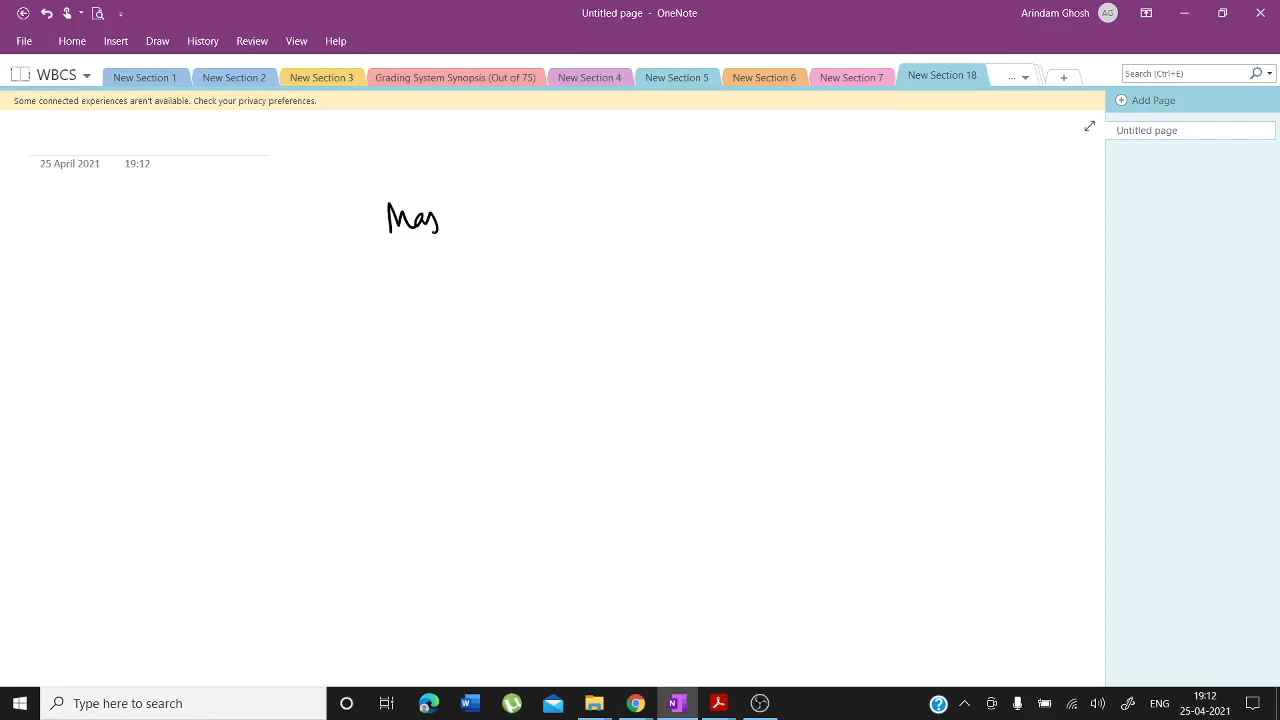 Untitled page - OneNote
Arindam Ghosh AG
File Home Insert Draw History Review View Help
WBCS New Section 1 New Section 2 New Section 3 Grading System Synopsis (Out of 75) New Section 4 New Section 5 New Section 6 New Section 7 New Section 18 ... Search (Ctrl+E)
Some connected experiences aren't available. Check your privacy preferences.
Add Page
Untitled page
25 April 2021 19:12
Mas
Type here to search
ENG 19:12
25-04-2021